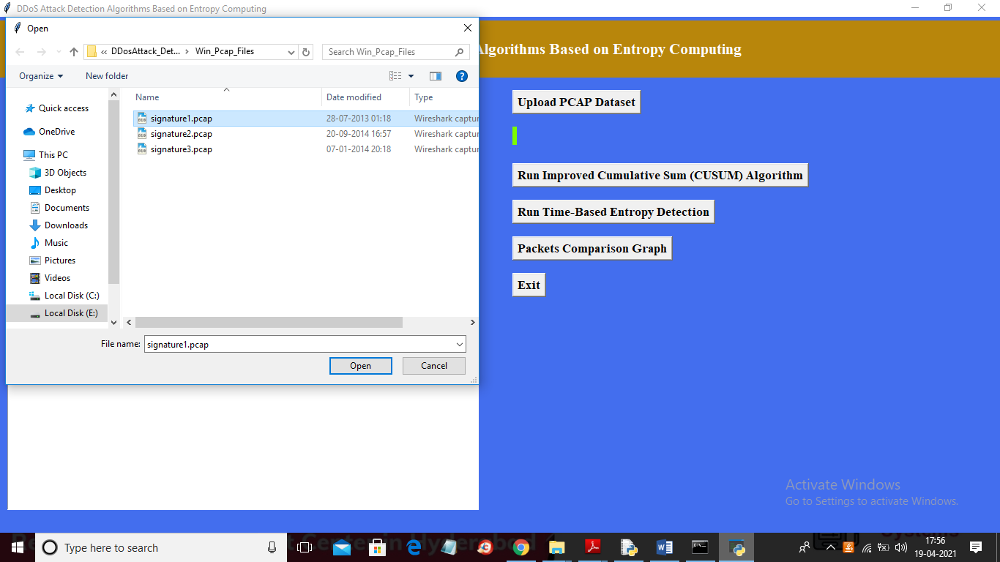 DDoS Attack Detection Algorithms Based on Entropy Computing
Open
« DDosAttack_Det... > Win_Pcap_Files
Search Win_Pcap_Files
Organize
New folder
Name
Date modified
Type
signature1.pcap 28-07-2013 01:18 Wireshark captur
signature2.pcap 20-09-2014 16:57 Wireshark captur
signature3.pcap 07-01-2014 20:18 Wireshark captur
Quick access
OneDrive
This PC
3D Objects
Desktop
Documents
Downloads
Music
Pictures
Videos
Local Disk (C:)
Local Disk (E:)
File name: signature1.pcap
Open
Cancel
Algorithms Based on Entropy Computing
Upload PCAP Dataset
Run Improved Cumulative Sum (CUSUM) Algorithm
Run Time-Based Entropy Detection
Packets Comparison Graph
Exit
Activate Windows
Go to Settings to activate Windows.
Type here to search
17:56
19-04-2021